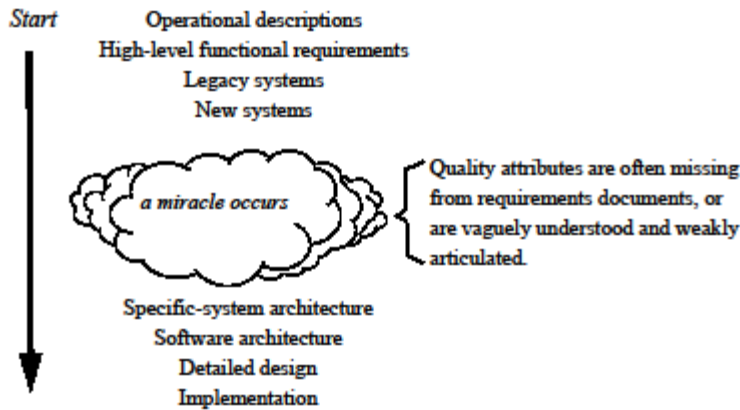 Start
Operational descriptions
High-level functional requirements
Legacy systems
New systems
a miracle occurs
Quality attributes are often missing
from requirements documents, or
are vaguely understood and weakly
articulated.
Specific-system architecture
Software architecture
Detailed design
Implementation